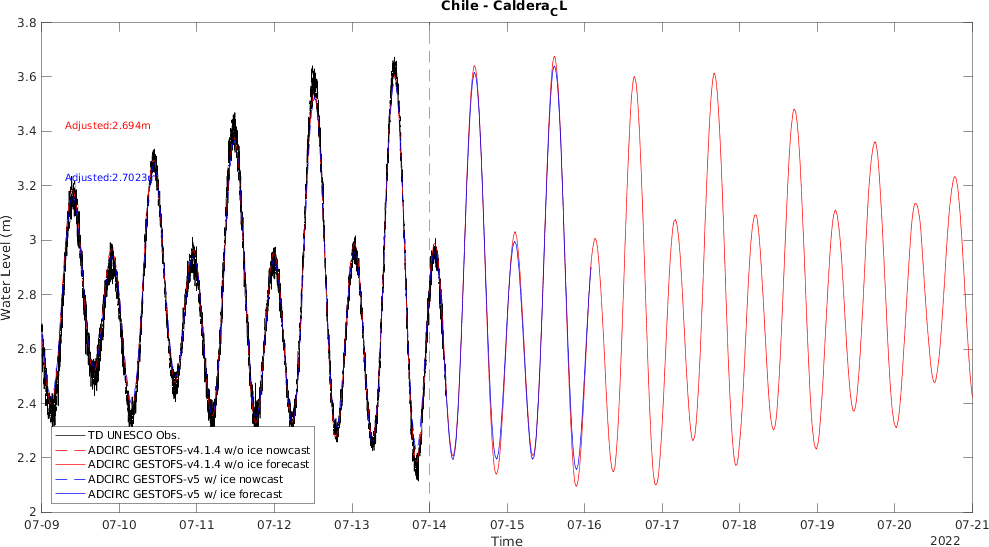 Chile - Caldera_CL
3.8
3.6
3.4
3.2
3
2.8
2.6
2.4
2.2
2
Water Level (m)
Adjusted:2.694m
Adjusted:2.7023m
TD UNESCO Obs.
ADCIRC GESTOFS-v4.1.4 w/o ice nowcast
ADCIRC GESTOFS-v4.1.4 w/o ice forecast
ADCIRC GESTOFS-v5 w/ ice nowcast
ADCIRC GESTOFS-v5 w/ ice forecast
07-09 07-10 07-11 07-12 07-13 07-14 07-15 07-16 07-17 07-18 07-19 07-20 07-21
Time
2022